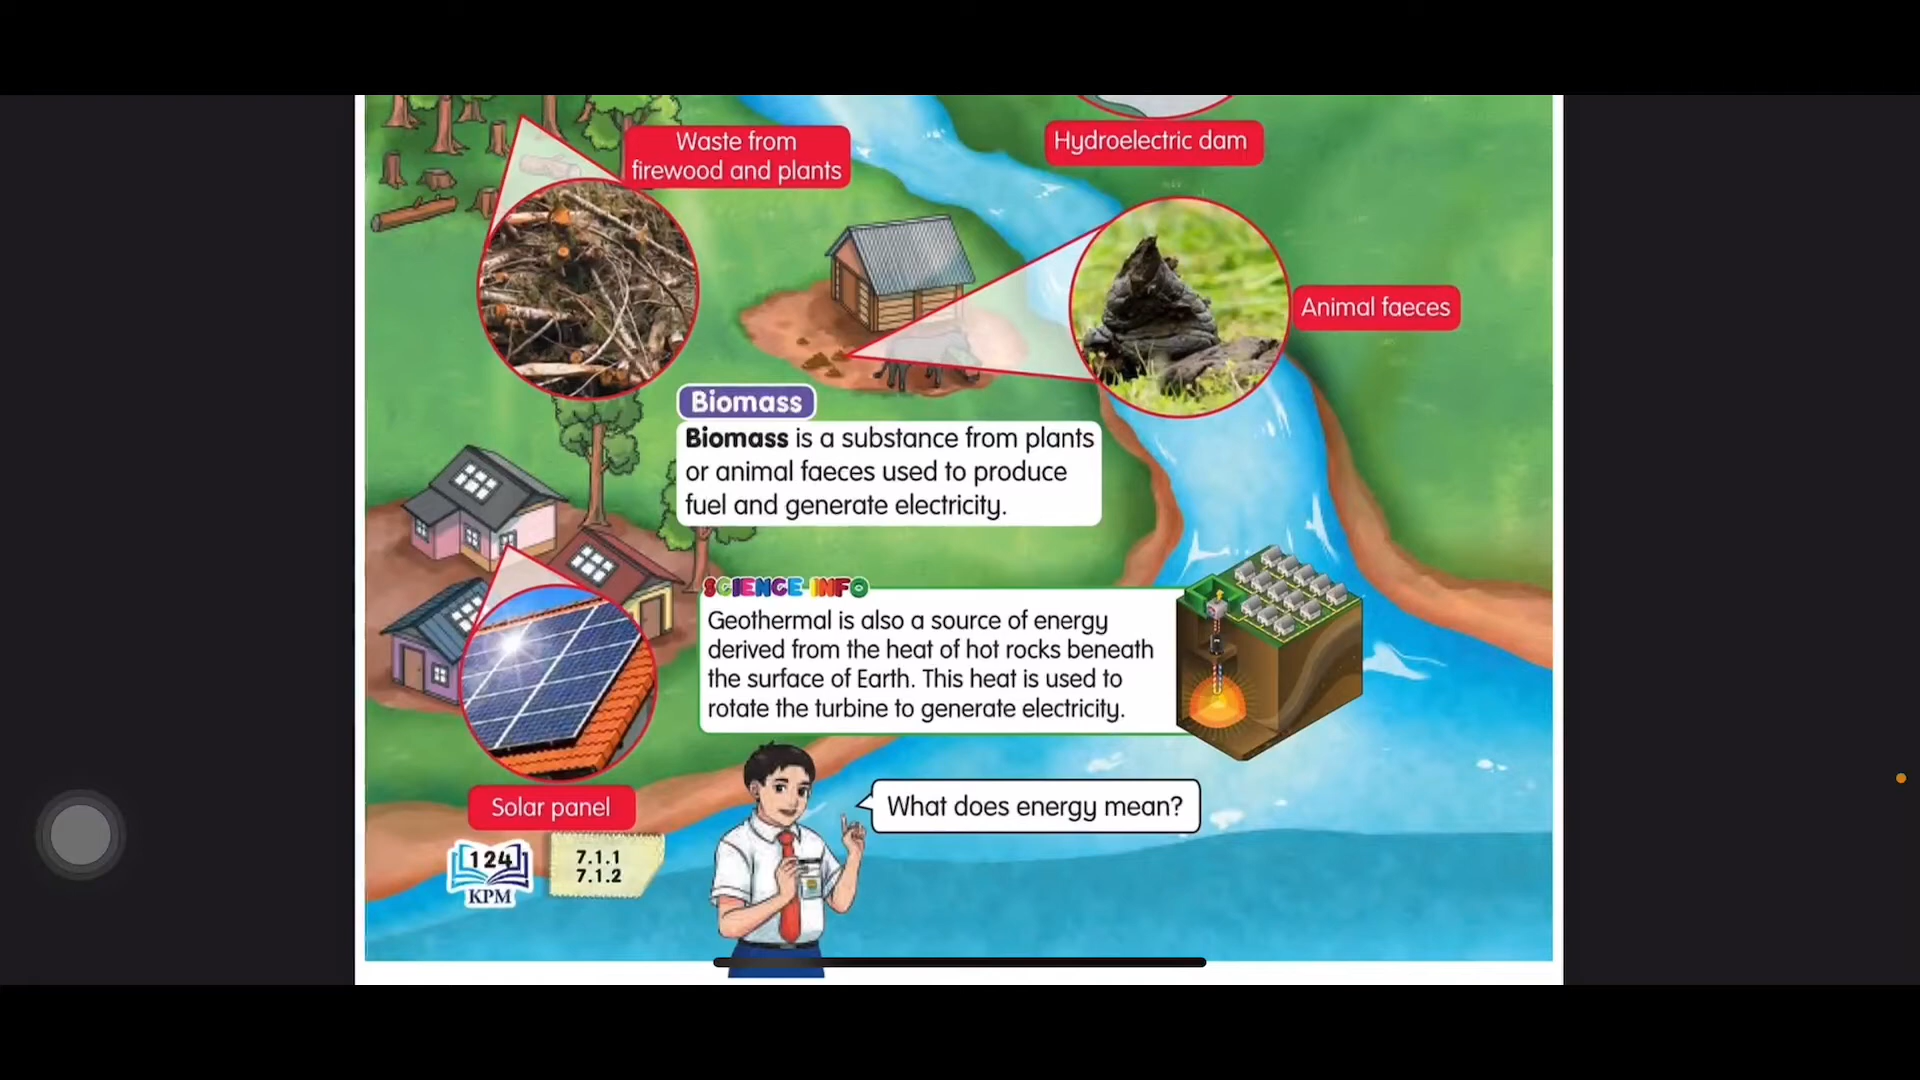 Waste from
firewood and plants
Hydroelectric dam
Animal faeces
Biomass
Biomass is a substance from plants
or animal faeces used to produce
fuel and generate electricity.
SCIENCE INFO
Geothermal is also a source of energy
derived from the heat of hot rocks beneath
the surface of Earth. This heat is used to
rotate the turbine to generate electricity.
Solar panel
What does energy mean?
124
KPM
7.1.1
7.1.2